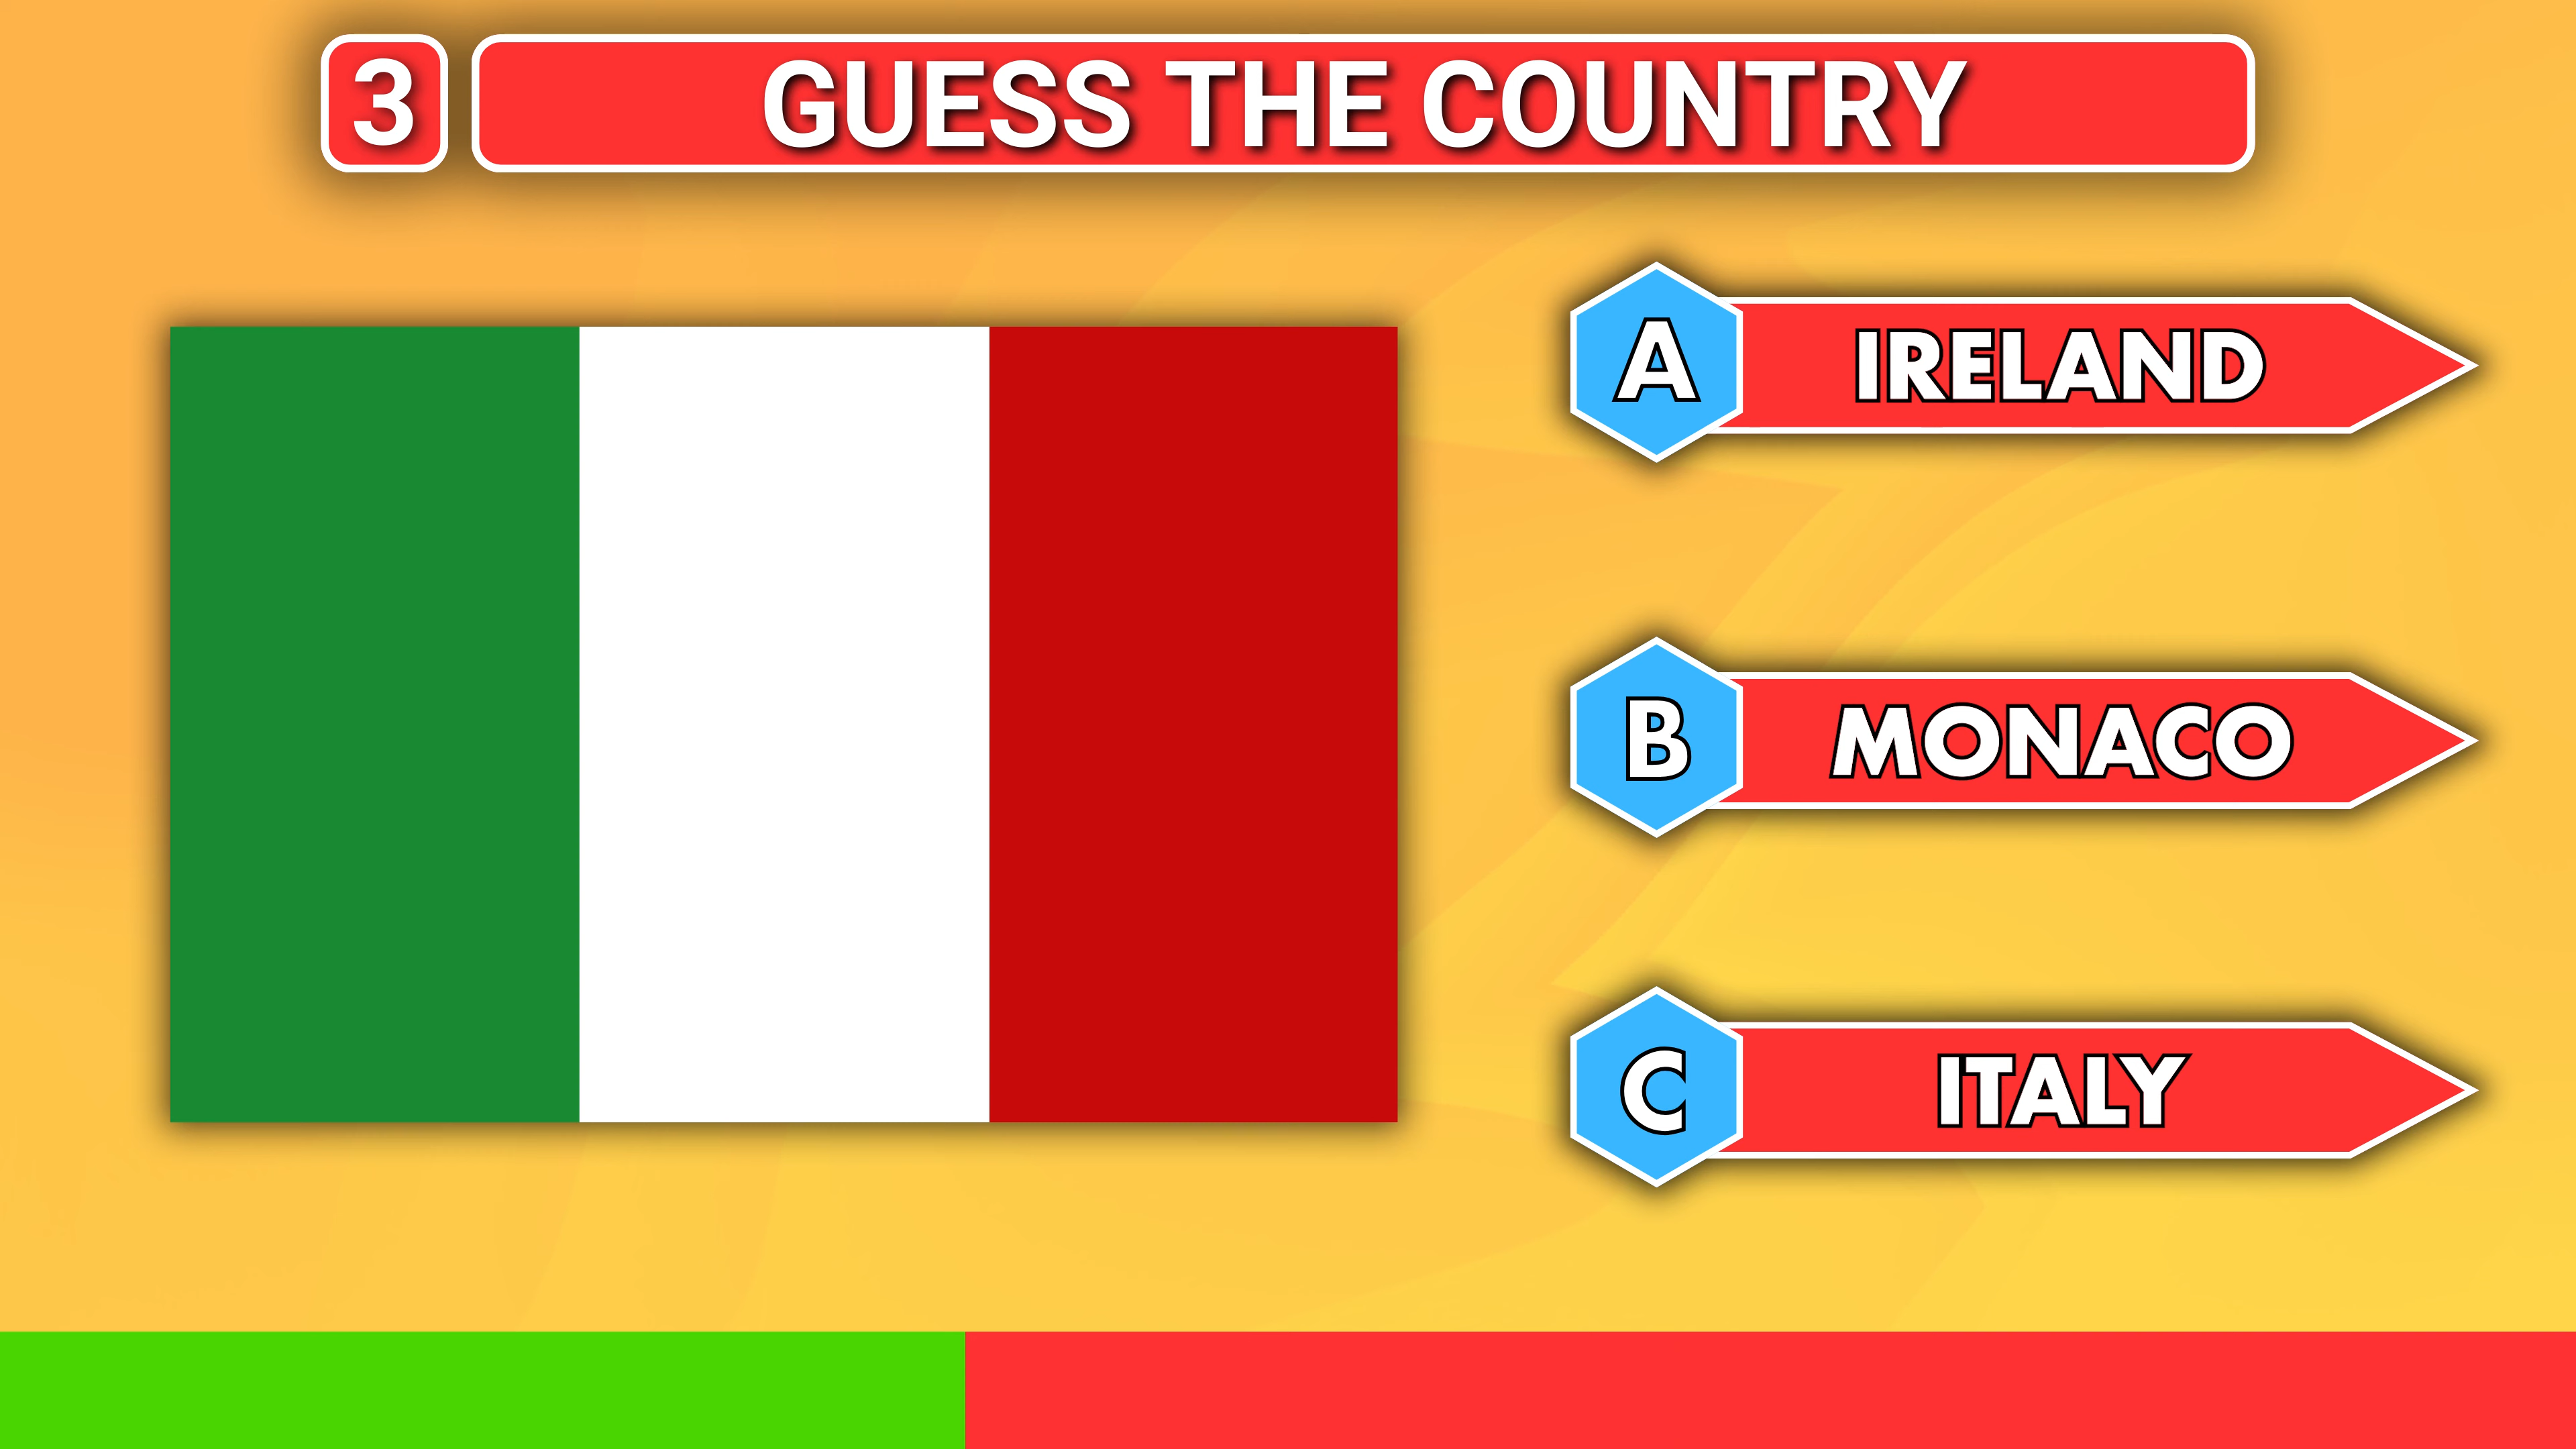 3
GUESS THE COUNTRY
A
IRELAND
B
MONACO
C
ITALY